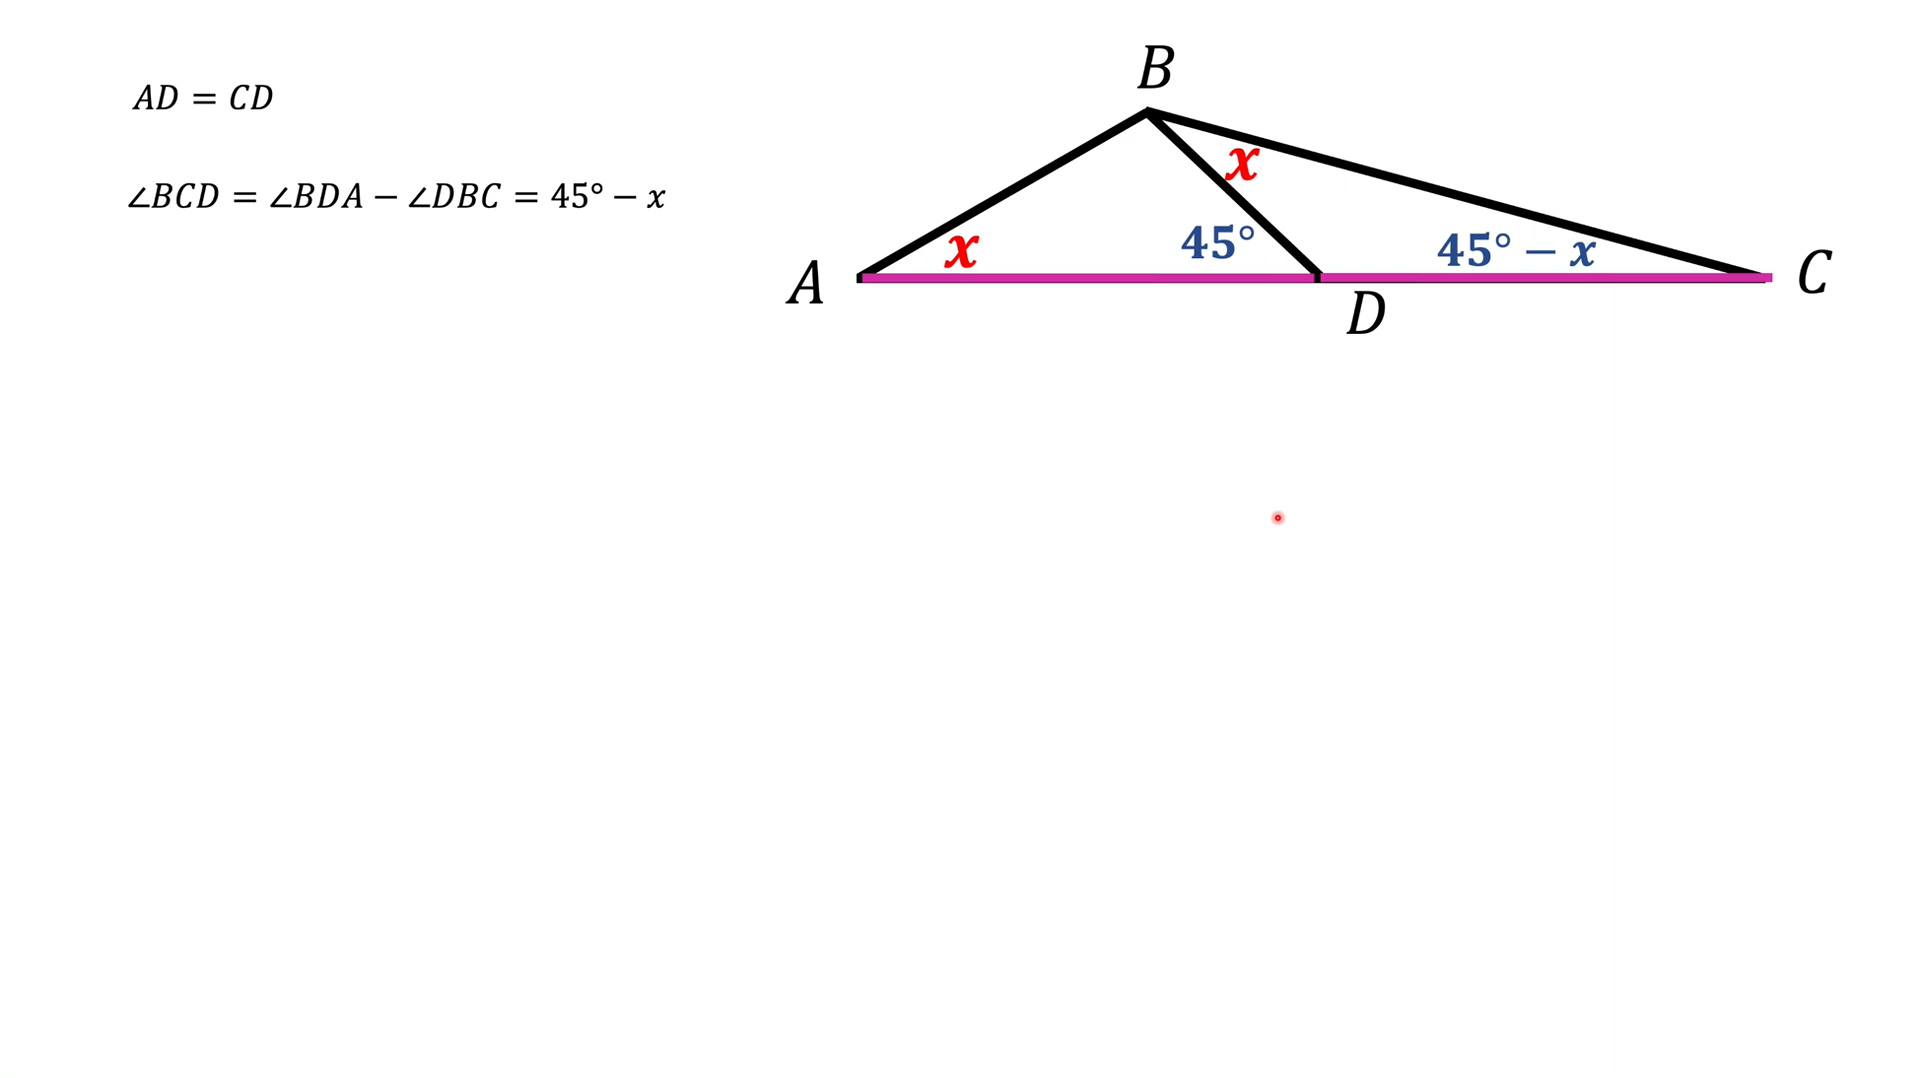 B
AD = CD
x
∠BCD = ∠BDA − ∠DBC = 45° − x
x
45°
45° − x
A
C
D